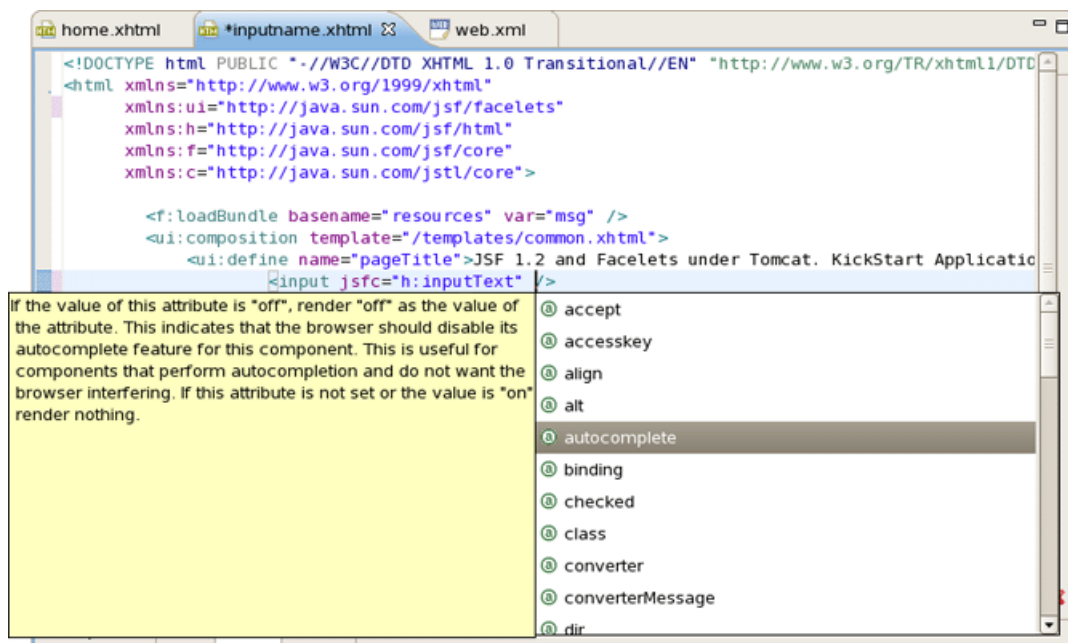 home.xhtml
*inputname.xhtml
web.xml
<!DOCTYPE html PUBLIC "-//W3C//DTD XHTML 1.0 Transitional//EN" "http://www.w3.org/TR/xhtml1/DTD
<html xmlns="http://www.w3.org/1999/xhtml"
xmlns:ui="http://java.sun.com/jsf/facelets"
xmlns:h="http://java.sun.com/jsf/html"
xmlns:f="http://java.sun.com/jsf/core"
xmlns:c="http://java.sun.com/jstl/core">
<f:loadBundle basename="resources" var="msg" />
<ui:composition template="/templates/common.xhtml">
<ui:define name="pageTitle">JSF 1.2 and Facelets under Tomcat. KickStart Applicatio
<input jsfc="h:inputText" />
If the value of this attribute is "off", render "off" as the value of
the attribute. This indicates that the browser should disable its
autocomplete feature for this component. This is useful for
components that perform autocompletion and do not want the
browser interfering. If this attribute is not set or the value is "on"
render nothing.
accept
accesskey
align
alt
autocomplete
binding
checked
class
converter
converterMessage
dir